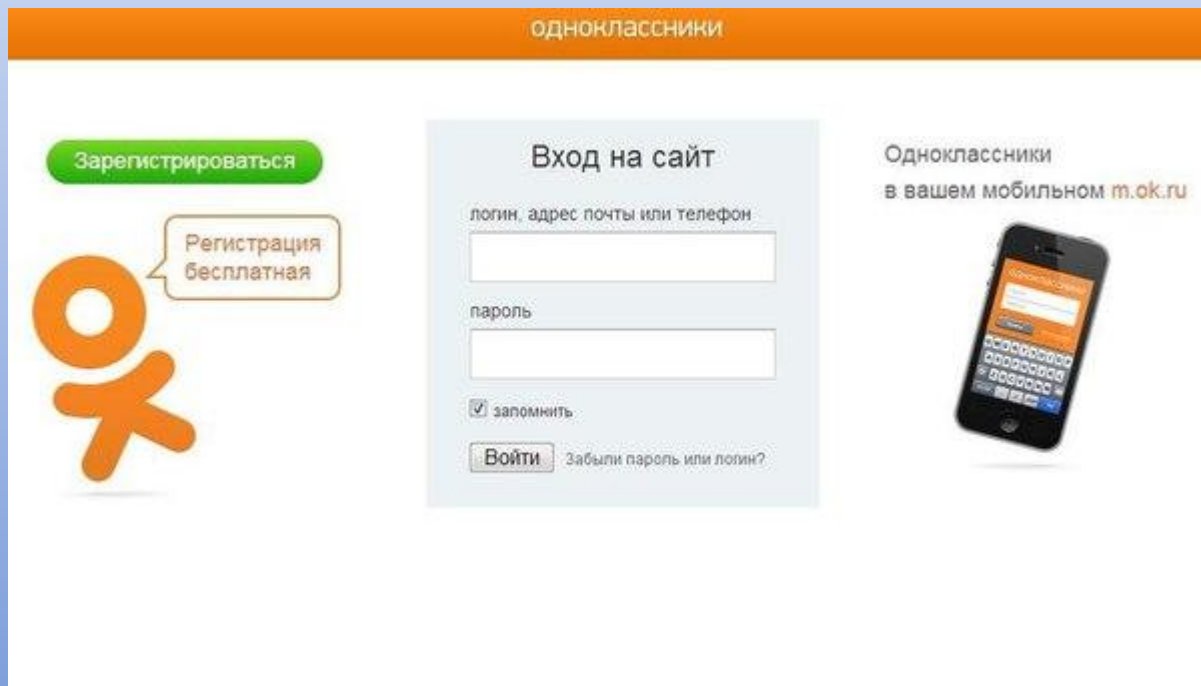 одноклассники
Зарегистрироваться
Регистрация
бесплатная
Вход на сайт
логин, адрес почты или телефон
пароль
запомнить
Войти Забыли пароль или логин?
Одноклассники
в вашем мобильном m.ok.ru
одноклассники